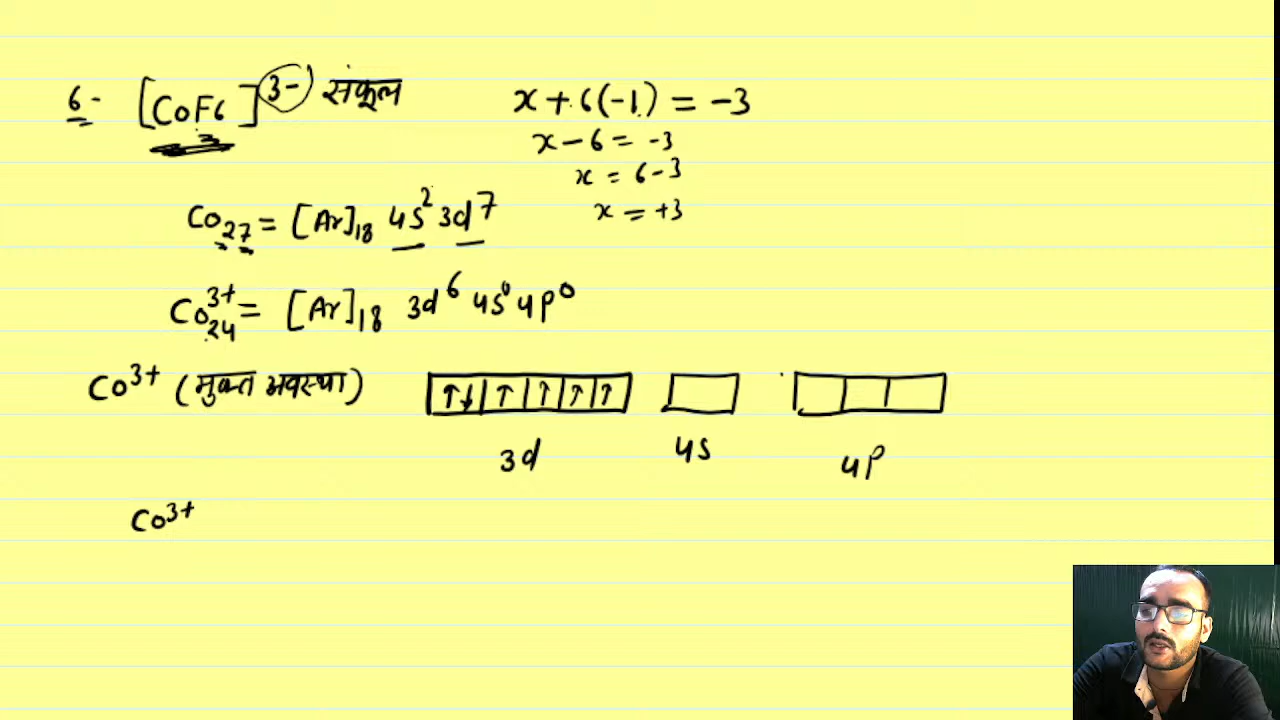 6- [CoF6]3- संकूल
x + 6(-1) = -3
x - 6 = -3
x = 6-3
x = +3
Co27 = [Ar]18 4s2 3d7
Co3+24 = [Ar]18 3d6 4s0 4p0
Co3+ (मुक्त अवस्था) ↑↓ ↑ ↑ ↑ ↑
3d 4s 4p
Co3+